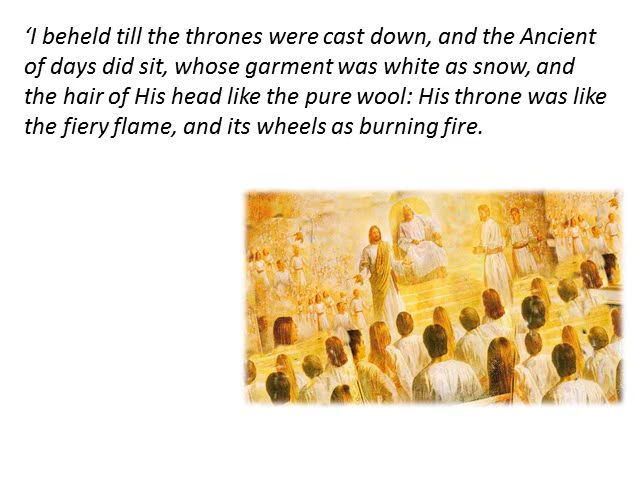 ‘I beheld till the thrones were cast down, and the Ancient
of days did sit, whose garment was white as snow, and
the hair of His head like the pure wool: His throne was like
the fiery flame, and its wheels as burning fire.